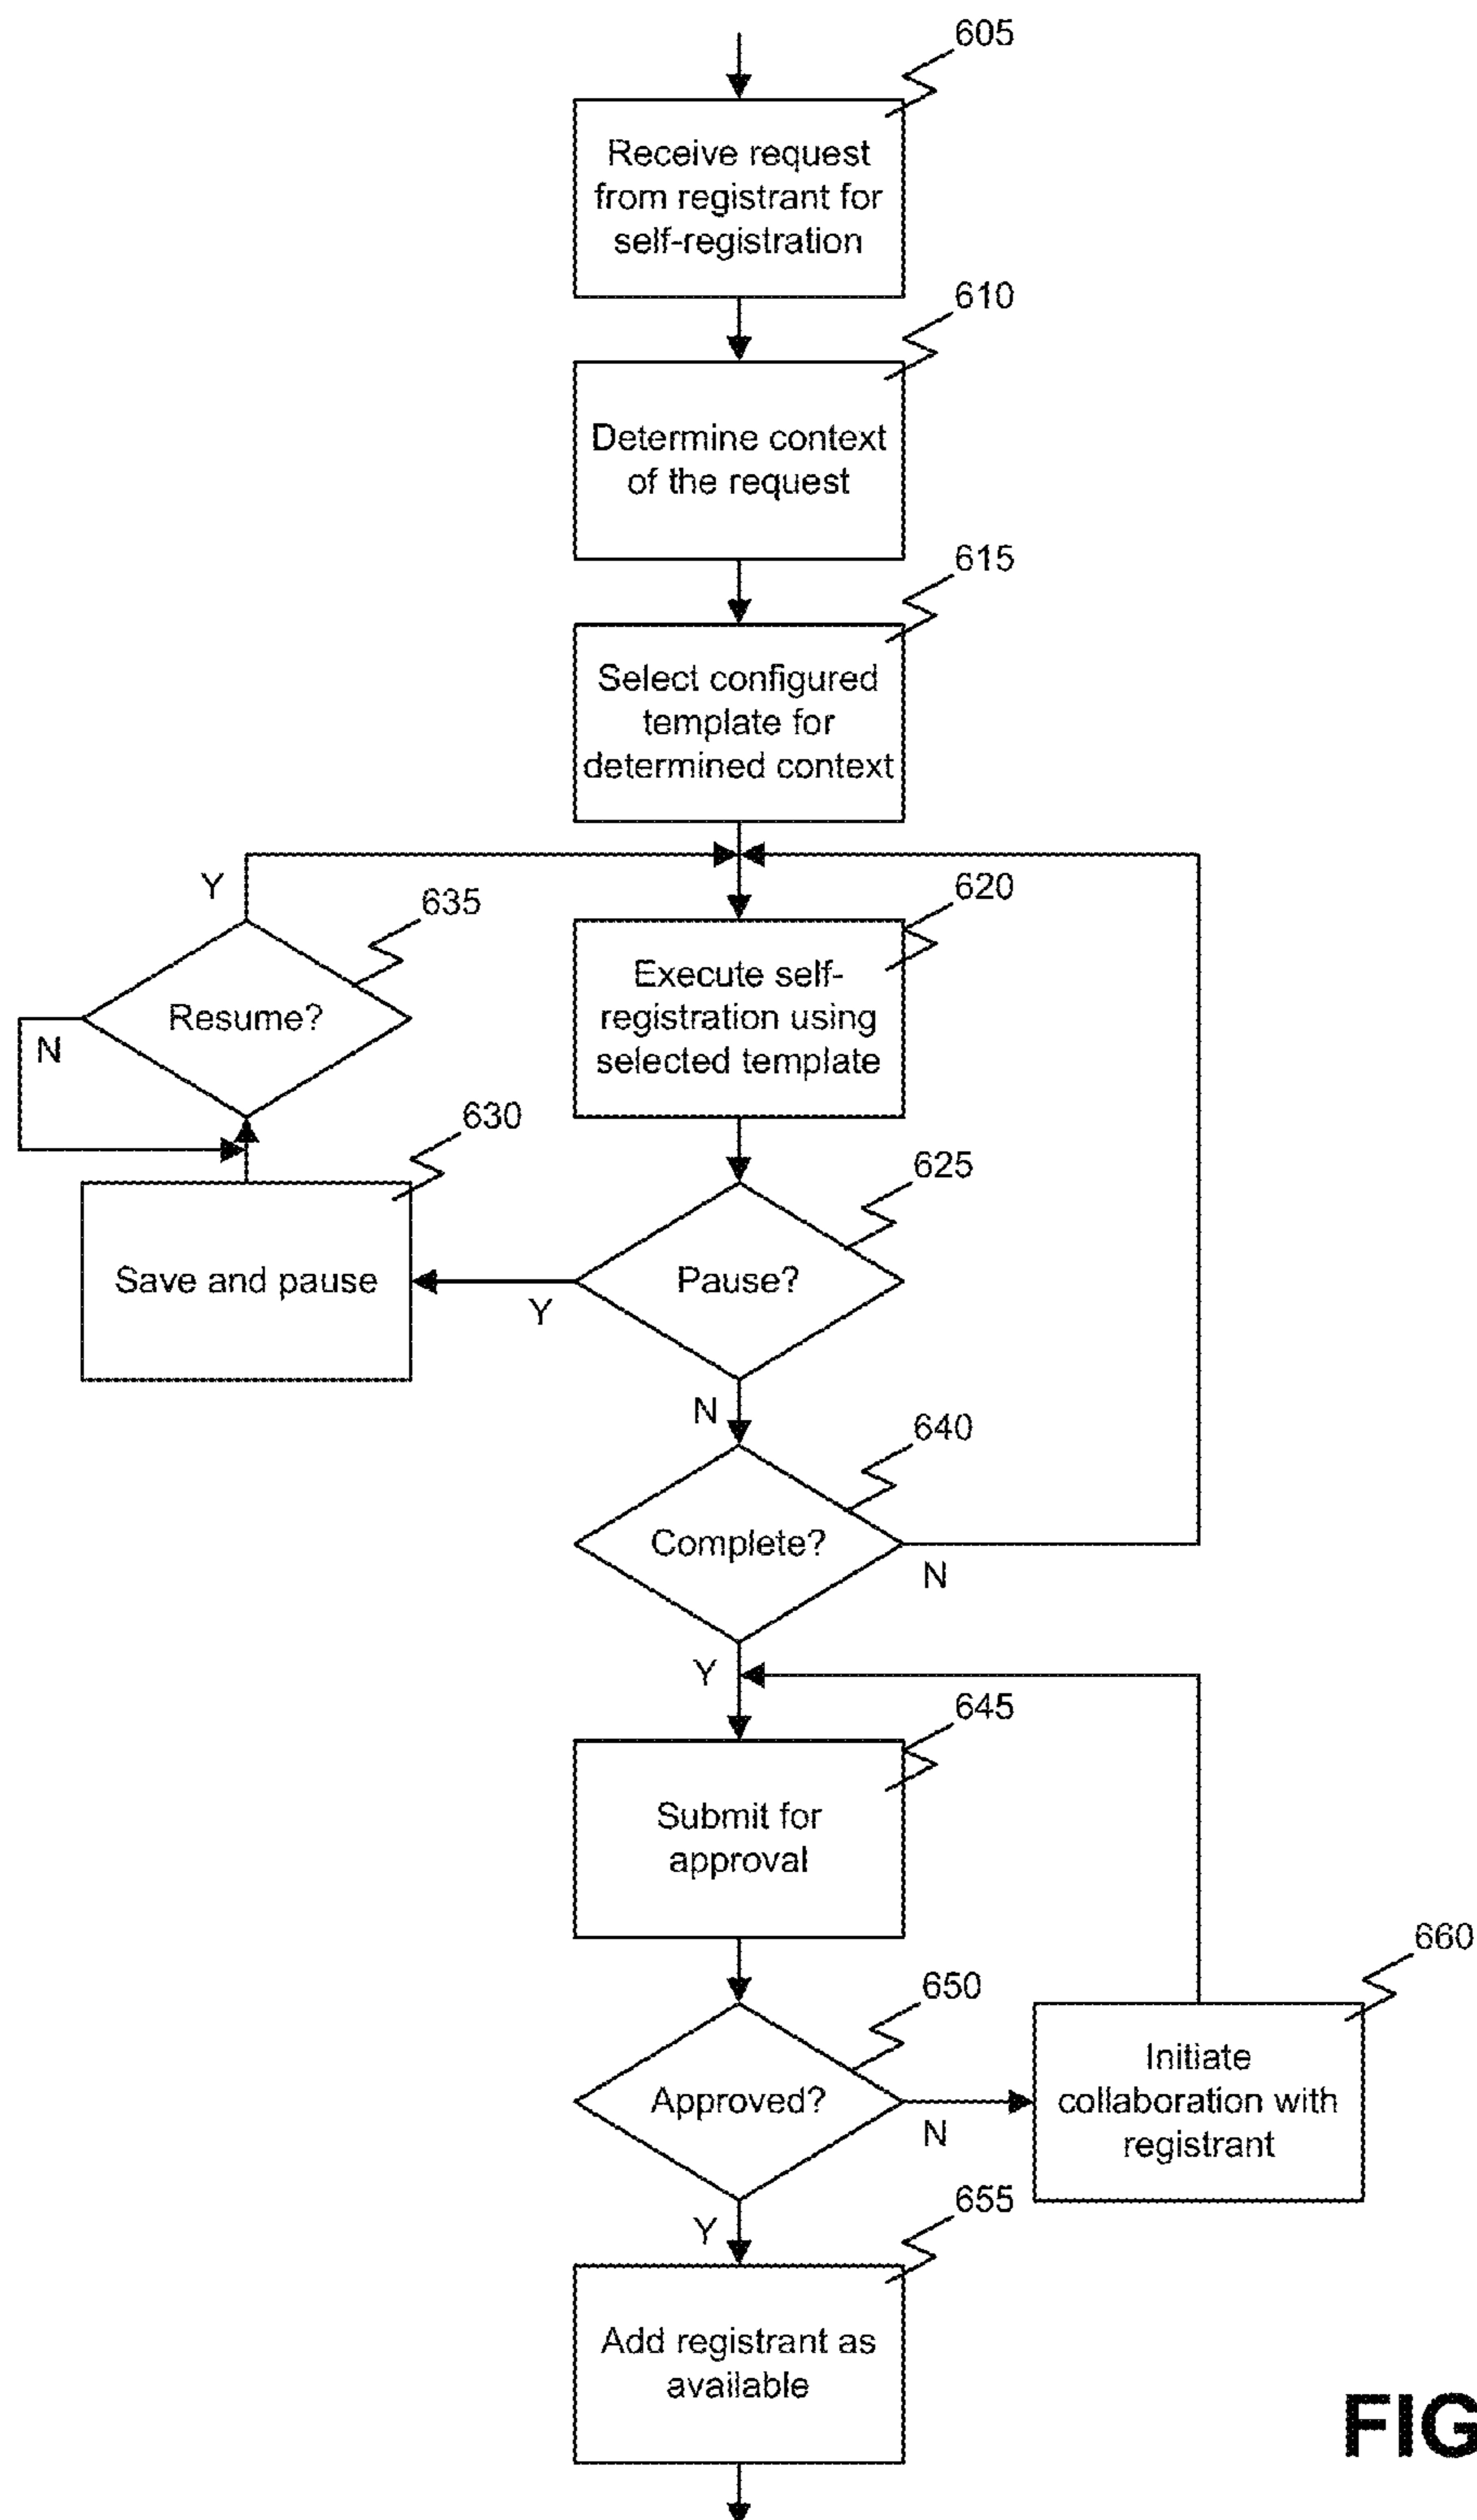 605
Receive request
from registrant for
self-registration
610
Determine context
of the request
615
Select configured
template for
determined context
Y
635
620
Resume?
N
Execute self-
registration using
selected template
630
625
Save and pause
Pause?
Y
N
640
Complete?
N
Y
645
Submit for
approval
650
660
Approved?
N
Initiate
collaboration with
registrant
Y
655
Add registrant as
available
FIG